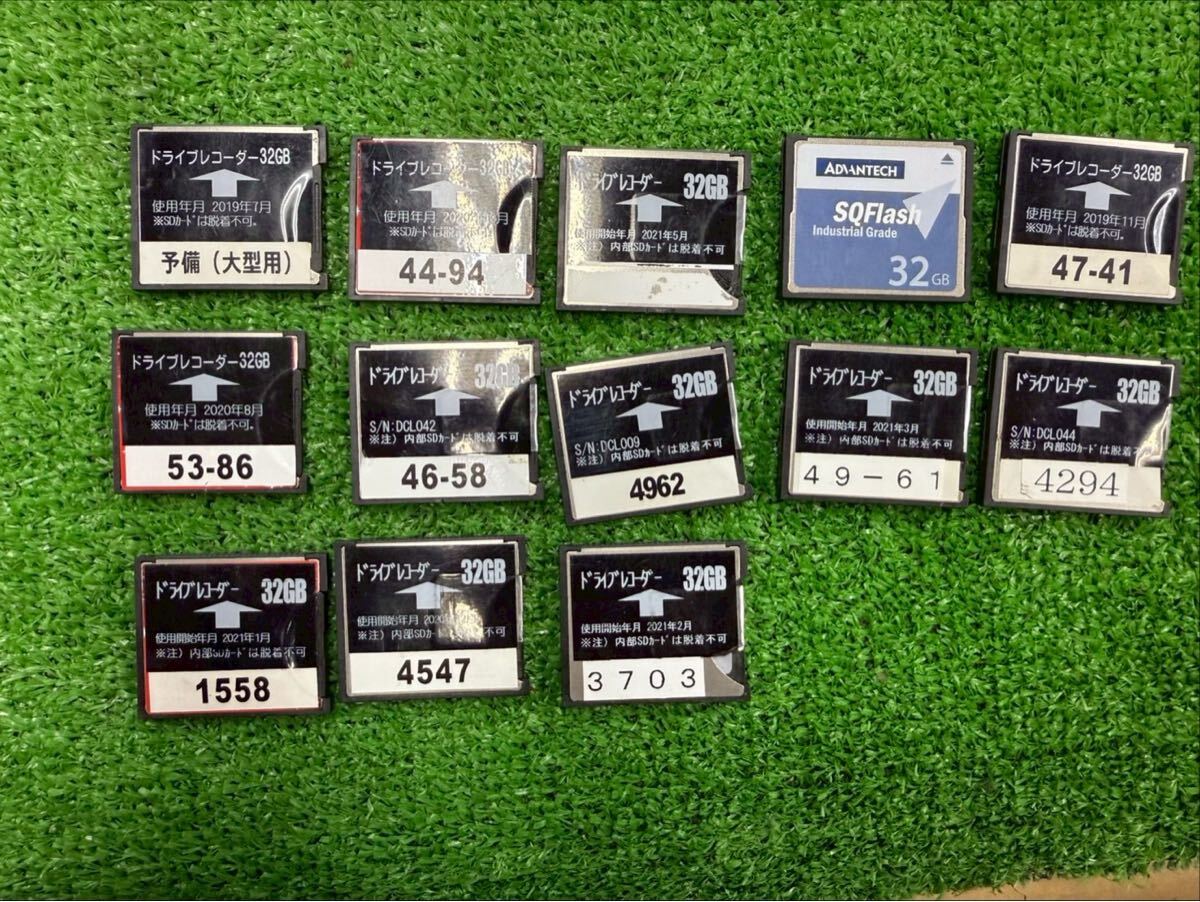 ドライブレコーダー32GB
使用年月 2019年7月
※SDカードは脱着不可。
予備（大型用）
ドライブレコーダー32GB
使用年月
※SDカードは脱着不可。
44-94
ドライブレコーダー 32GB
使用開始年月 2021年5月
※注）内部SDカードは脱着不可
ADVANTECH
SQFlash
Industrial Grade
32GB
ドライブレコーダー32GB
使用年月 2019年11月
※SDカードは脱着不可。
47-41
ドライブレコーダー32GB
使用年月 2020年8月
※SDカードは脱着不可。
53-86
ドライブレコーダー 32GB
S/N:DCL042
※注）内部SDカードは脱着不可
46-58
ドライブレコーダー 32GB
S/N:DCL009
※注）内部SDカードは脱着不可
4962
ドライブレコーダー 32GB
使用開始年月 2021年3月
※注）内部SDカードは脱着不可
49-61
ドライブレコーダー 32GB
S/N:DCL044
※注）内部SDカードは脱着不可
4294
ドライブレコーダー 32GB
使用開始年月 2021年1月
※注）内部SDカードは脱着不可
1558
ドライブレコーダー 32GB
使用開始年月
※注）内部SDカードは脱着不可
4547
ドライブレコーダー 32GB
使用開始年月 2021年2月
※注）内部SDカードは脱着不可
3703